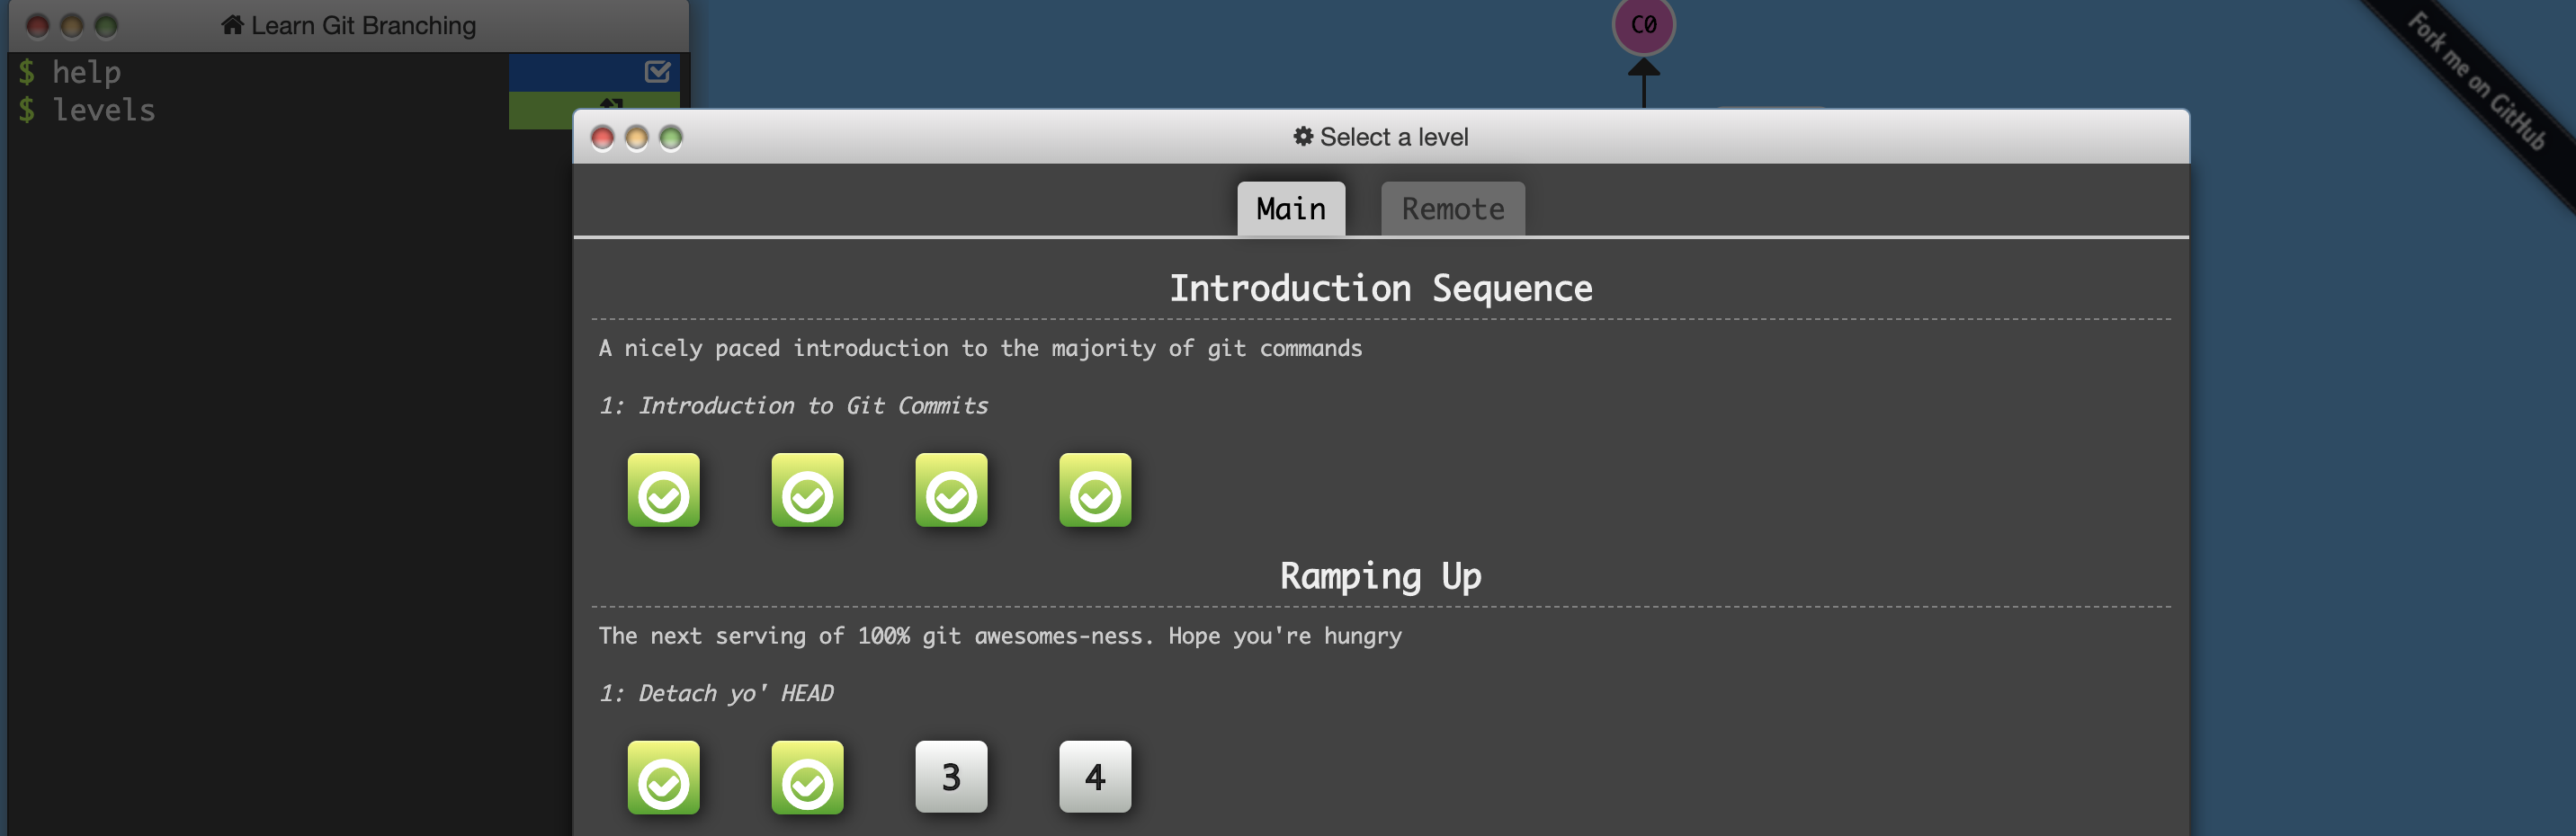 Learn Git Branching
$ help
$ levels
C0
Fork me on GitHub
Select a level
Main
Remote
Introduction Sequence
A nicely paced introduction to the majority of git commands
1: Introduction to Git Commits
Ramping Up
The next serving of 100% git awesomes-ness. Hope you're hungry
1: Detach yo' HEAD
3
4